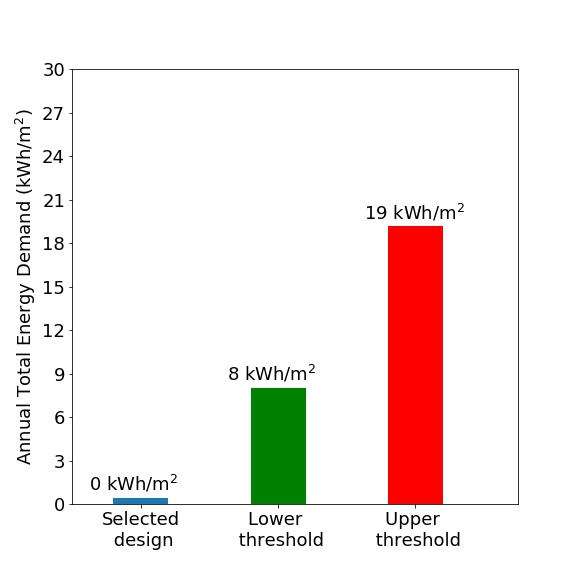 30
27
24
21
18
15
12
9
6
3
0
Annual Total Energy Demand (kWh/m²)
0 kWh/m²
8 kWh/m²
19 kWh/m²
Selected
design
Lower
threshold
Upper
threshold